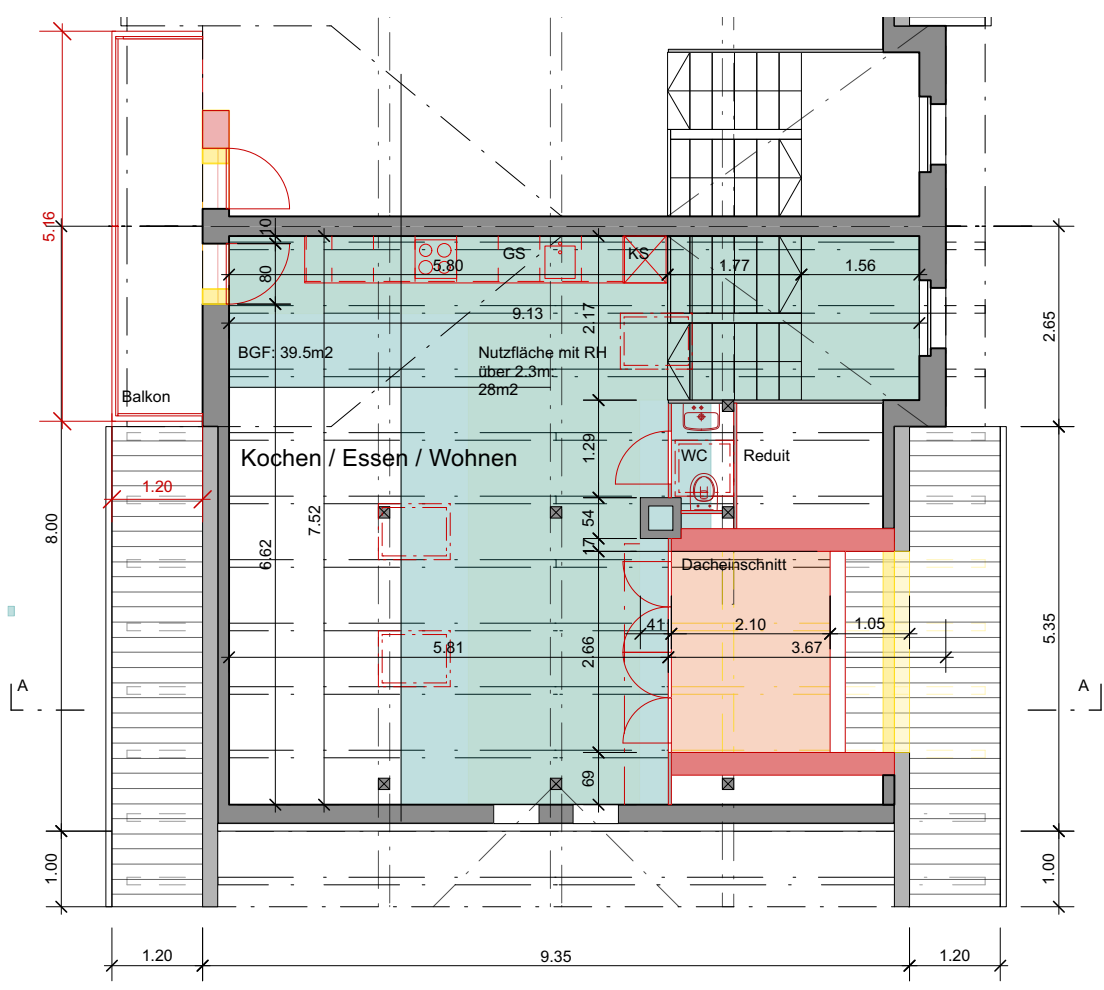 5.16
10
80
GS
KS
5.80
1.77
1.56
9.13
2.17
2.65
BGF: 39.5m2
Nutzfläche mit RH
über 2.3m:
28m2
Balkon
Kochen / Essen / Wohnen
1.29
WC
Reduit
1.20
8.00
7.52
6.62
54
17
Dacheinschnitt
41
2.10
1.05
5.81
2.66
3.67
5.35
A
A
69
1.00
1.00
1.20
9.35
1.20